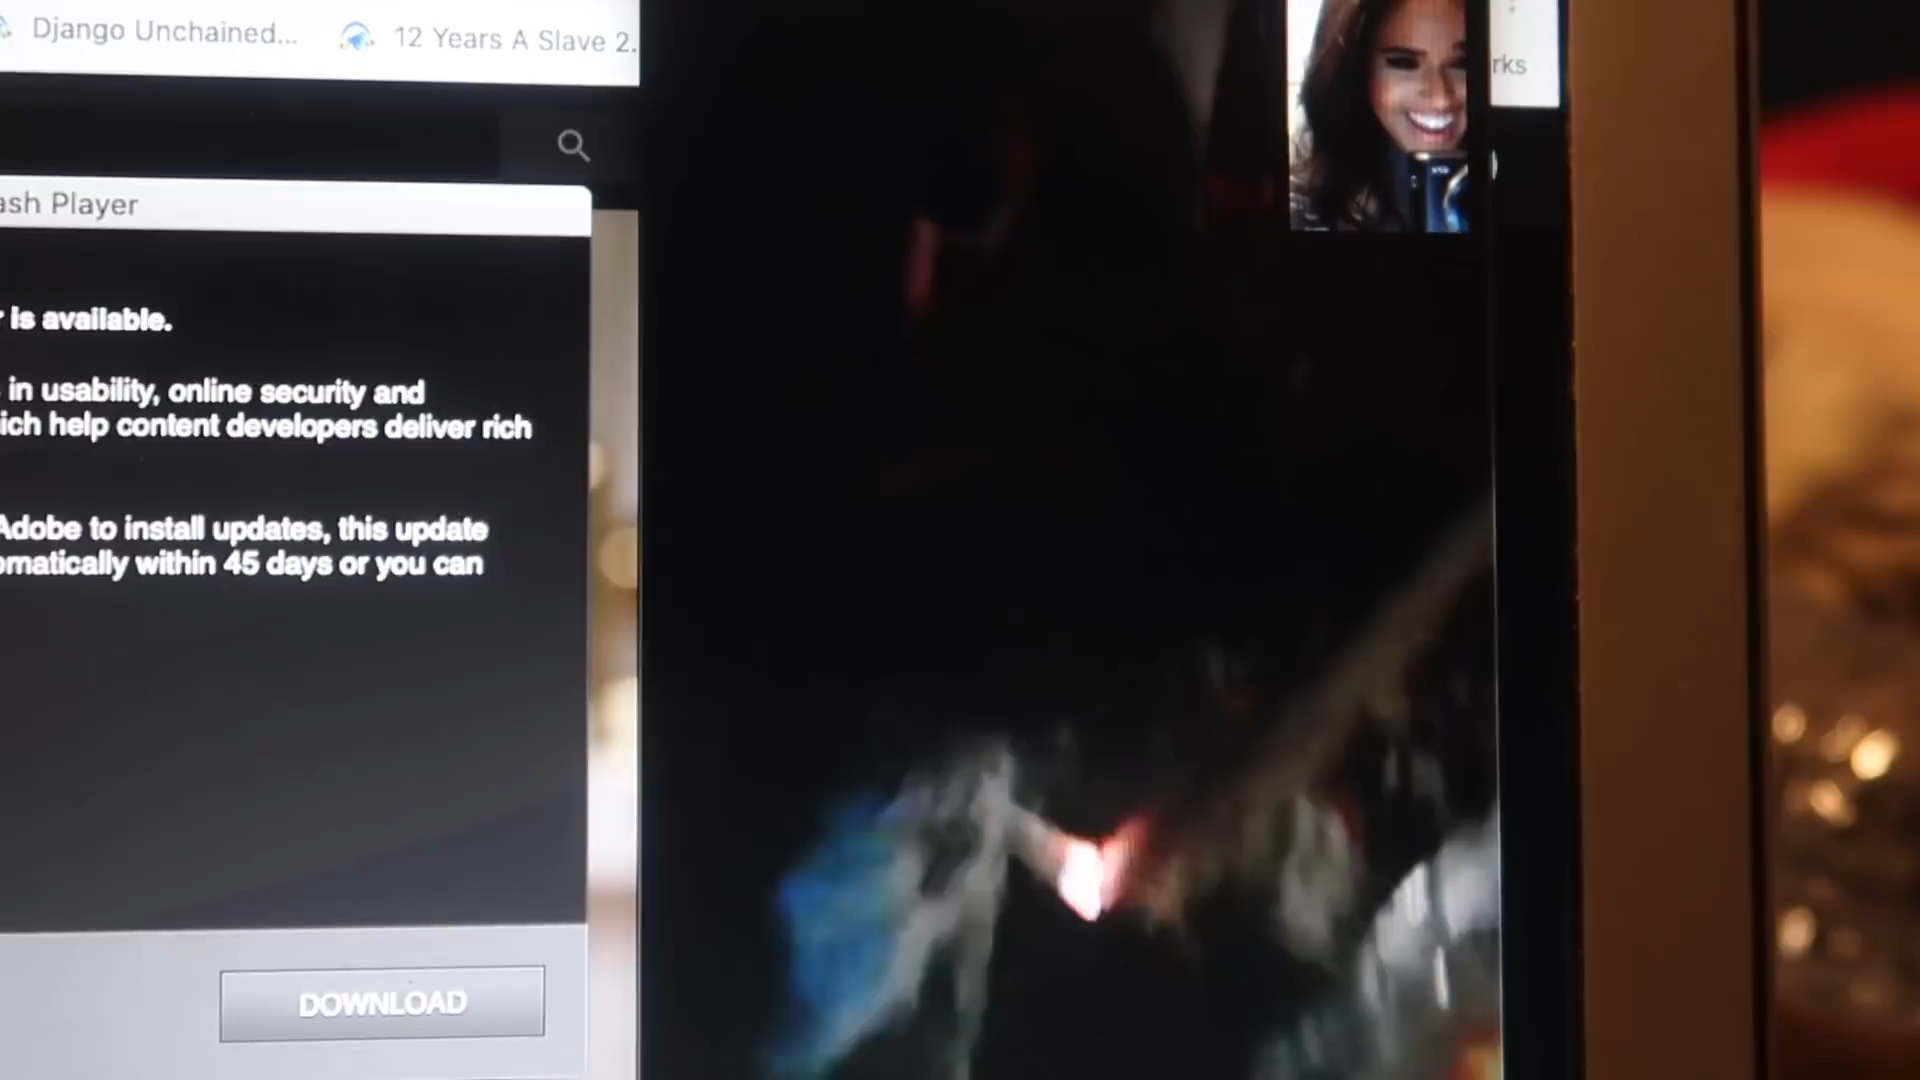 Django Unchained...
12 Years A Slave 2.
rks
ash Player
is available.
in usability, online security and
ich help content developers deliver rich
Adobe to install updates, this update
omatically within 45 days or you can
DOWNLOAD